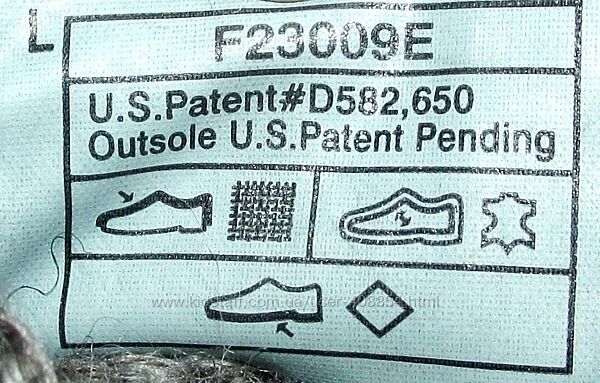 L
F23009E
U.S.Patent#D582,650
Outsole U.S.Patent Pending